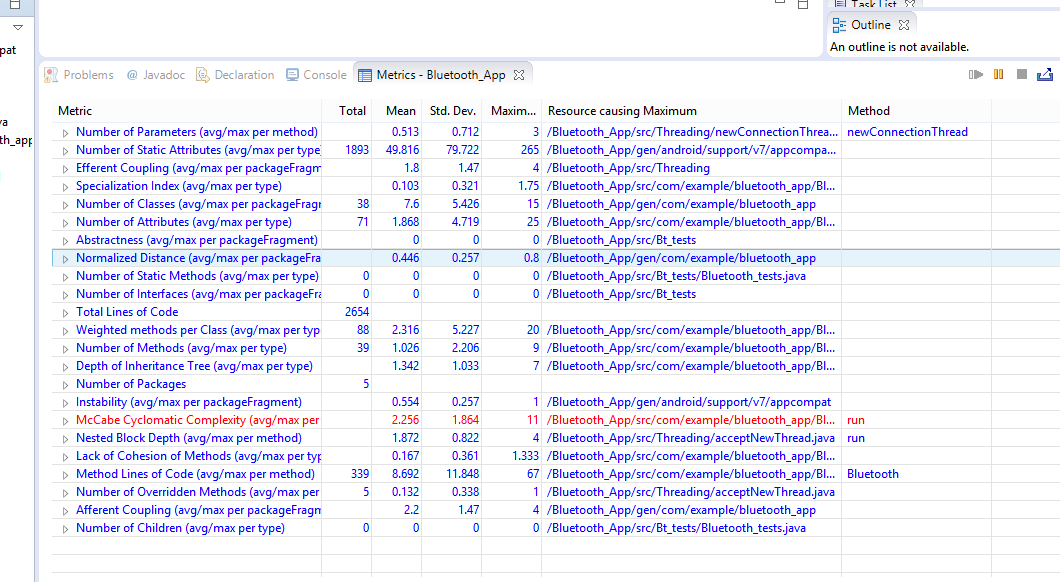 Task List
Outline
pat
An outline is not available.
Problems @ Javadoc Declaration Console Metrics - Bluetooth_App
Metric Total Mean Std. Dev. Maxim... Resource causing Maximum Method
va
Number of Parameters (avg/max per method) 0.513 0.712 3 /Bluetooth_App/src/Threading/newConnectionThrea... newConnectionThread
th_app
Number of Static Attributes (avg/max per type 1893 49.816 79.722 265 /Bluetooth_App/gen/android/support/v7/appcompa...
Efferent Coupling (avg/max per packageFragm 1.8 1.47 4 /Bluetooth_App/src/Threading
Specialization Index (avg/max per type) 0.103 0.321 1.75 /Bluetooth_App/src/com/example/bluetooth_app/Bl...
Number of Classes (avg/max per packageFragr 38 7.6 5.426 15 /Bluetooth_App/gen/com/example/bluetooth_app
Number of Attributes (avg/max per type) 71 1.868 4.719 25 /Bluetooth_App/src/com/example/bluetooth_app/Bl...
Abstractness (avg/max per packageFragment) 0 0 0 /Bluetooth_App/src/Bt_tests
Normalized Distance (avg/max per packageFra 0.446 0.257 0.8 /Bluetooth_App/gen/com/example/bluetooth_app
Number of Static Methods (avg/max per type) 0 0 0 0 /Bluetooth_App/src/Bt_tests/Bluetooth_tests.java
Number of Interfaces (avg/max per packageFra 0 0 0 0 /Bluetooth_App/src/Bt_tests
Total Lines of Code 2654
Weighted methods per Class (avg/max per typ 88 2.316 5.227 20 /Bluetooth_App/src/com/example/bluetooth_app/Bl...
Number of Methods (avg/max per type) 39 1.026 2.206 9 /Bluetooth_App/src/com/example/bluetooth_app/Bl...
Depth of Inheritance Tree (avg/max per type) 1.342 1.033 7 /Bluetooth_App/src/com/example/bluetooth_app/Bl...
Number of Packages 5
Instability (avg/max per packageFragment) 0.554 0.257 1 /Bluetooth_App/gen/android/support/v7/appcompat
McCabe Cyclomatic Complexity (avg/max per 2.256 1.864 11 /Bluetooth_App/src/com/example/bluetooth_app/Bl... run
Nested Block Depth (avg/max per method) 1.872 0.822 4 /Bluetooth_App/src/Threading/acceptNewThread.java run
Lack of Cohesion of Methods (avg/max per typ 0.167 0.361 1.333 /Bluetooth_App/src/com/example/bluetooth_app/Bl...
Method Lines of Code (avg/max per method) 339 8.692 11.848 67 /Bluetooth_App/src/com/example/bluetooth_app/Bl... Bluetooth
Number of Overridden Methods (avg/max per 5 0.132 0.338 1 /Bluetooth_App/src/Threading/acceptNewThread.java
Afferent Coupling (avg/max per packageFragm 2.2 1.47 4 /Bluetooth_App/gen/com/example/bluetooth_app
Number of Children (avg/max per type) 0 0 0 0 /Bluetooth_App/src/Bt_tests/Bluetooth_tests.java